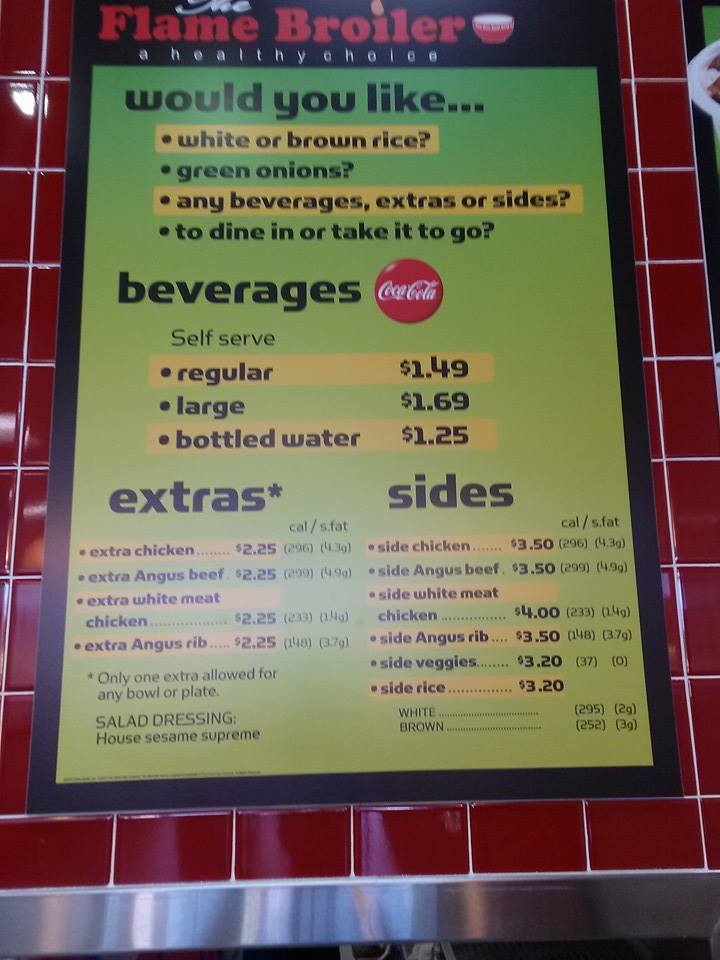 The
Flame Broiler
a healthy choice
would you like...
• white or brown rice?
• green onions?
• any beverages, extras or sides?
• to dine in or take it to go?
beverages Coca-Cola
Self serve
• regular $1.49
• large $1.69
• bottled water $1.25
extras*
cal / s.fat
• extra chicken........ $2.25 (296) (4.3g)
• extra Angus beef. $2.25 (299) (4.9g)
• extra white meat
chicken..................... $2.25 (233) (1.4g)
• extra Angus rib..... $2.25 (148) (3.7g)
* Only one extra allowed for
any bowl or plate.
SALAD DRESSING:
House sesame supreme
sides
cal / s.fat
• side chicken....... $3.50 (296) (4.3g)
• side Angus beef. $3.50 (299) (4.9g)
• side white meat
chicken ................ $4.00 (233) (1.4g)
• side Angus rib.... $3.50 (148) (3.7g)
• side veggies........ $3.20 (37) (0)
• side rice............... $3.20
WHITE .................................... (295) (2g)
BROWN .................................. (252) (3g)